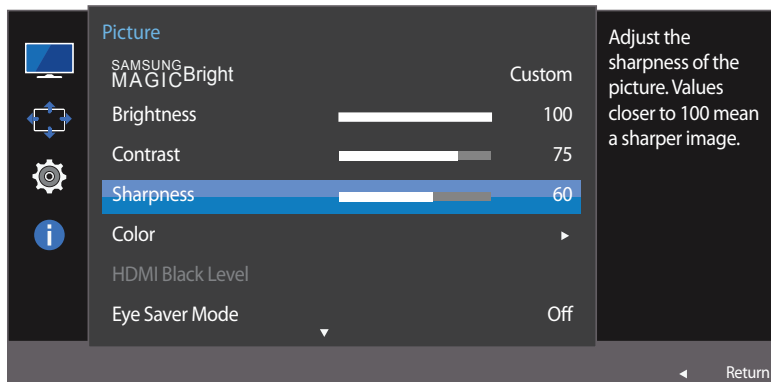 Picture
SAMSUNG
MAGICBright Custom
Brightness 100
Contrast 75
Sharpness 60
Color
HDMI Black Level
Eye Saver Mode Off
Adjust the
sharpness of the
picture. Values
closer to 100 mean
a sharper image.
Return